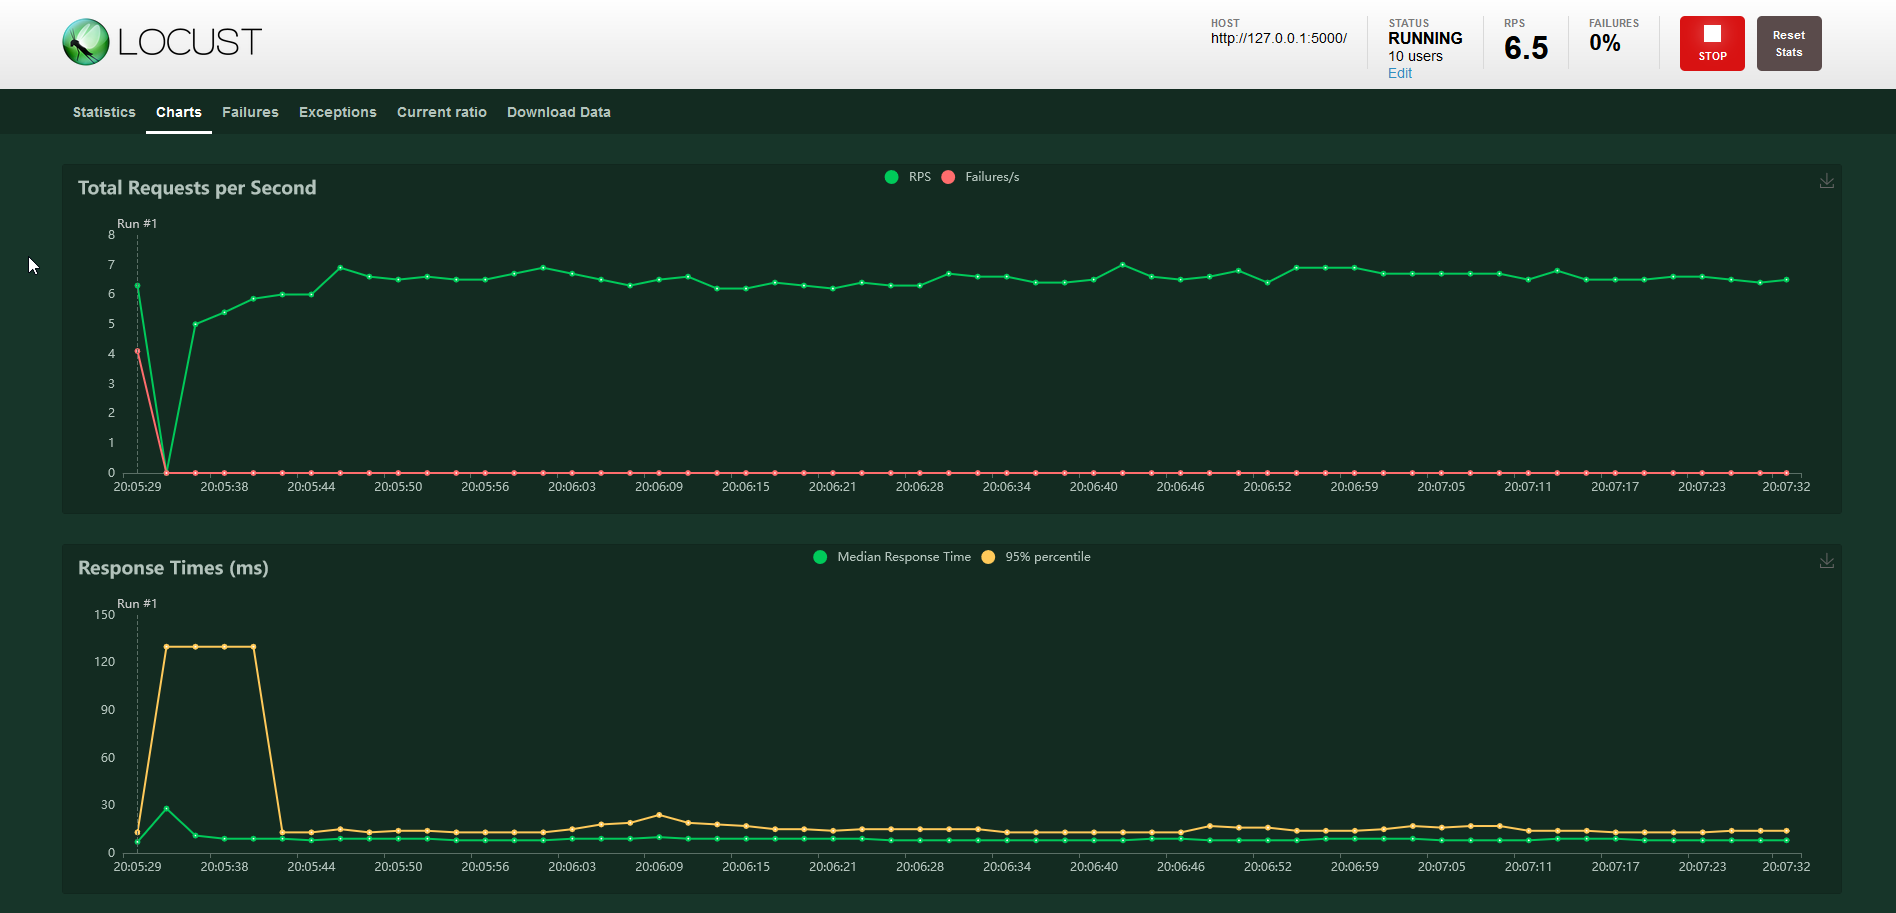 LOCUST
HOST
http://127.0.0.1:5000/
STATUS
RUNNING
10 users
Edit
RPS
6.5
FAILURES
0%
STOP
Reset
Stats
Statistics Charts Failures Exceptions Current ratio Download Data
Total Requests per Second
RPS Failures/s
Run #1
8
7
6
5
4
3
2
1
0
20:05:29 20:05:38 20:05:44 20:05:50 20:05:56 20:06:03 20:06:09 20:06:15 20:06:21 20:06:28 20:06:34 20:06:40 20:06:46 20:06:52 20:06:59 20:07:05 20:07:11 20:07:17 20:07:23 20:07:32
Response Times (ms)
Median Response Time 95% percentile
Run #1
150
120
90
60
30
0
20:05:29 20:05:38 20:05:44 20:05:50 20:05:56 20:06:03 20:06:09 20:06:15 20:06:21 20:06:28 20:06:34 20:06:40 20:06:46 20:06:52 20:06:59 20:07:05 20:07:11 20:07:17 20:07:23 20:07:32